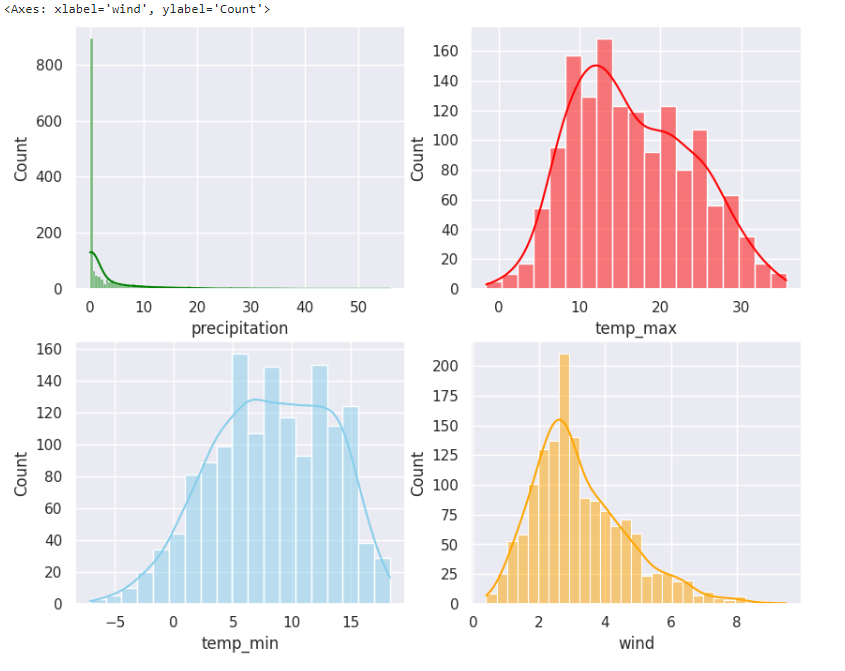 <Axes: xlabel='wind', ylabel='Count'>
800
600
400
200
0
Count
0 10 20 30 40 50
precipitation
160
140
120
100
80
60
40
20
0
Count
0 10 20 30
temp_max
160
140
120
100
80
60
40
20
0
Count
−5 0 5 10 15
temp_min
200
175
150
125
100
75
50
25
0
Count
0 2 4 6 8
wind